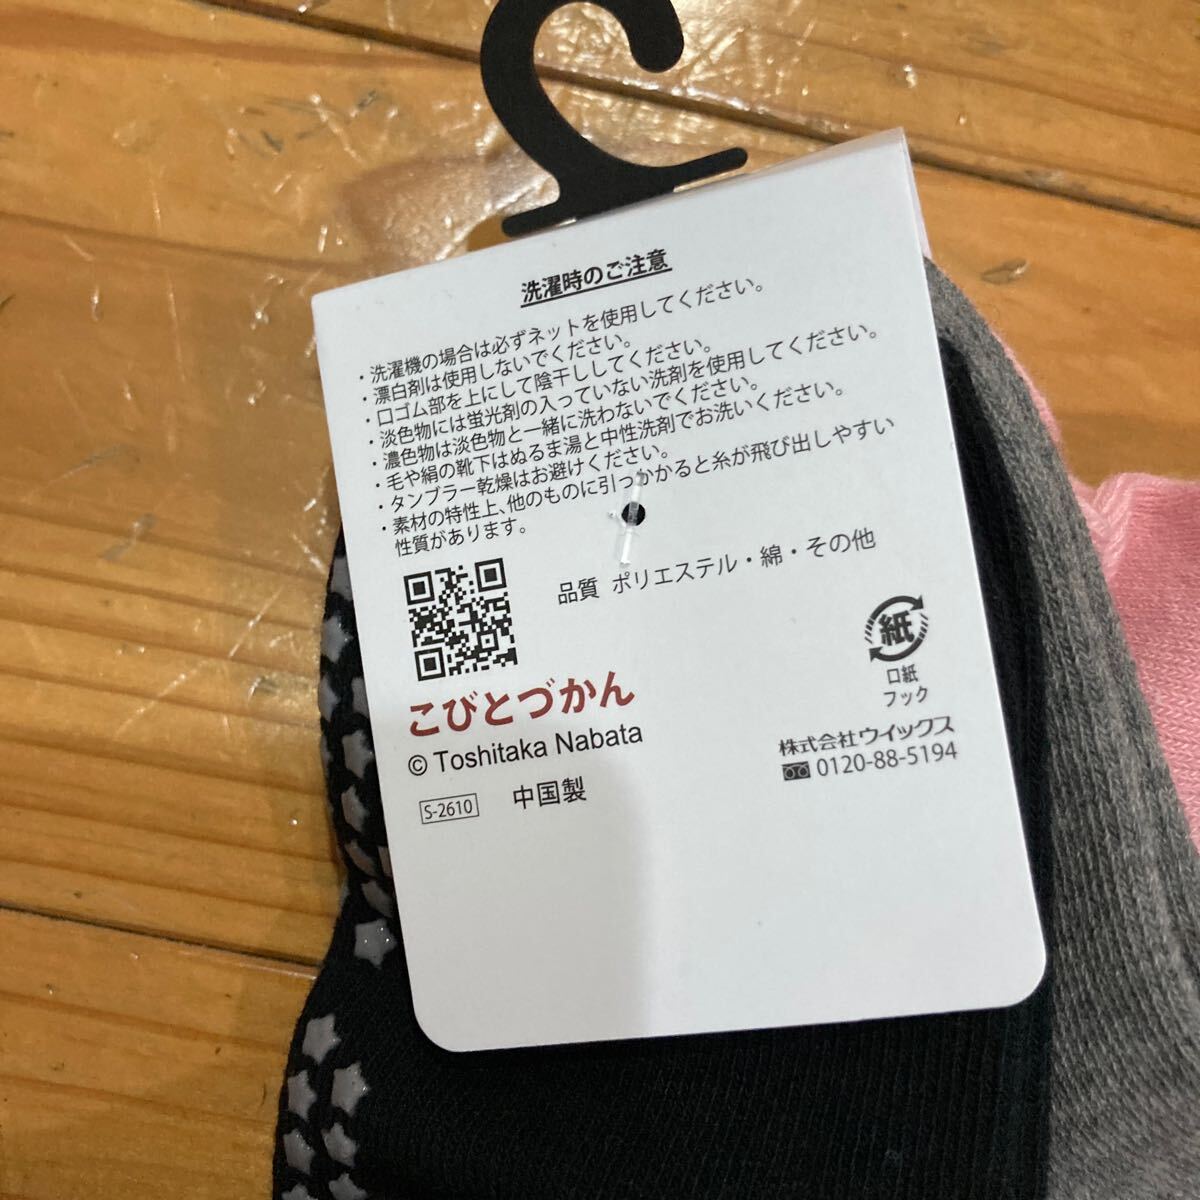 洗濯時のご注意
・洗濯機の場合は必ずネットを使用してください。
・漂白剤は使用しないでください。
・口ゴム部を上にして陰干ししてください。
・淡色物には蛍光剤の入っていない洗剤を使用してください。
・濃色物は淡色物と一緒に洗わないでください。
・毛や絹の靴下はぬるま湯と中性洗剤でお洗いください。
・タンブラー乾燥はお避けください。
・素材の特性上、他のものに引っかかると糸が飛び出しやすい
性質があります。
品質 ポリエステル・綿・その他
紙
口紙
フック
こびとづかん
© Toshitaka Nabata
株式会社ウイックス
0120-88-5194
S-2610 中国製